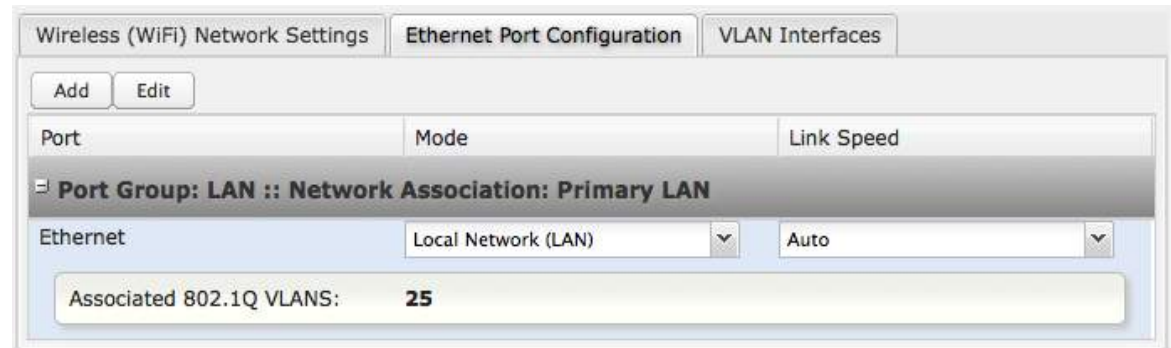 Wireless (WiFi) Network Settings Ethernet Port Configuration VLAN Interfaces
Add Edit
Port Mode Link Speed
Port Group: LAN :: Network Association: Primary LAN
Ethernet Local Network (LAN) Auto
Associated 802.1Q VLANS: 25